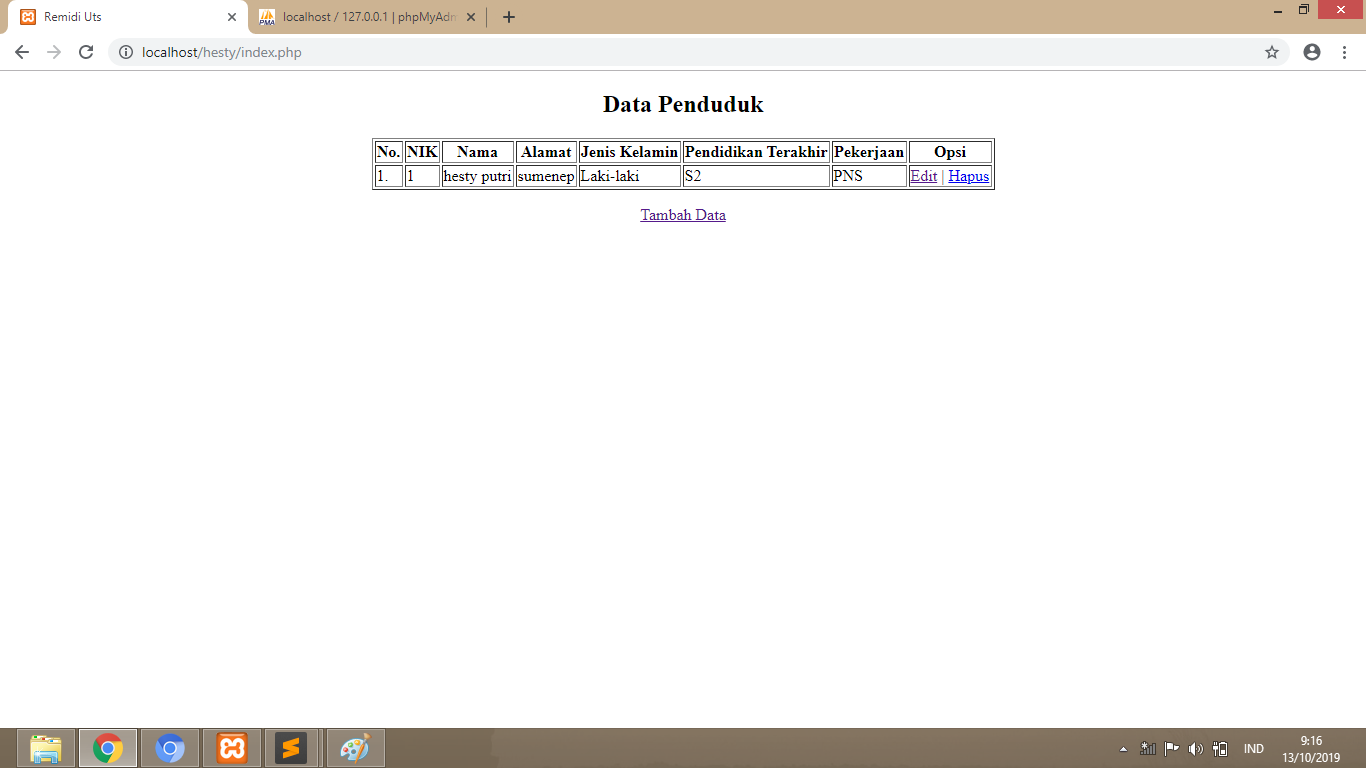 Remidi Uts
localhost / 127.0.0.1 | phpMyAdm
localhost/hesty/index.php
Data Penduduk
No. NIK Nama Alamat Jenis Kelamin Pendidikan Terakhir Pekerjaan Opsi
1. 1 hesty putri sumenep Laki-laki S2 PNS Edit | Hapus
Tambah Data
IND
9:16
13/10/2019